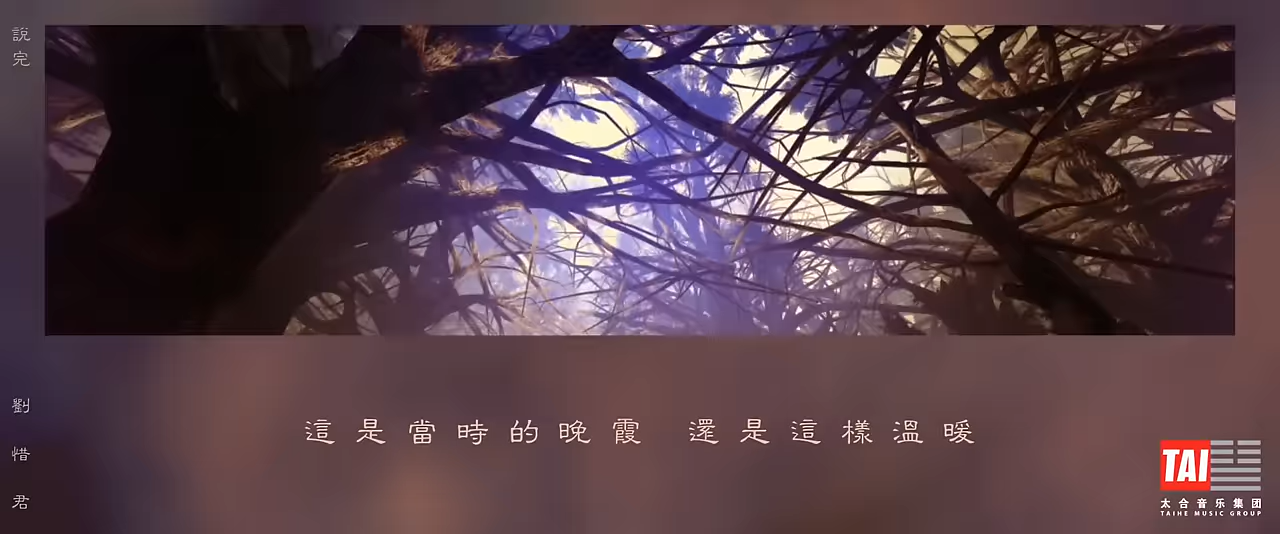 說完
劉惜君
這是當時的晚霞 還是這樣溫暖
TAI
太合音乐集团
TAIHE MUSIC GROUP